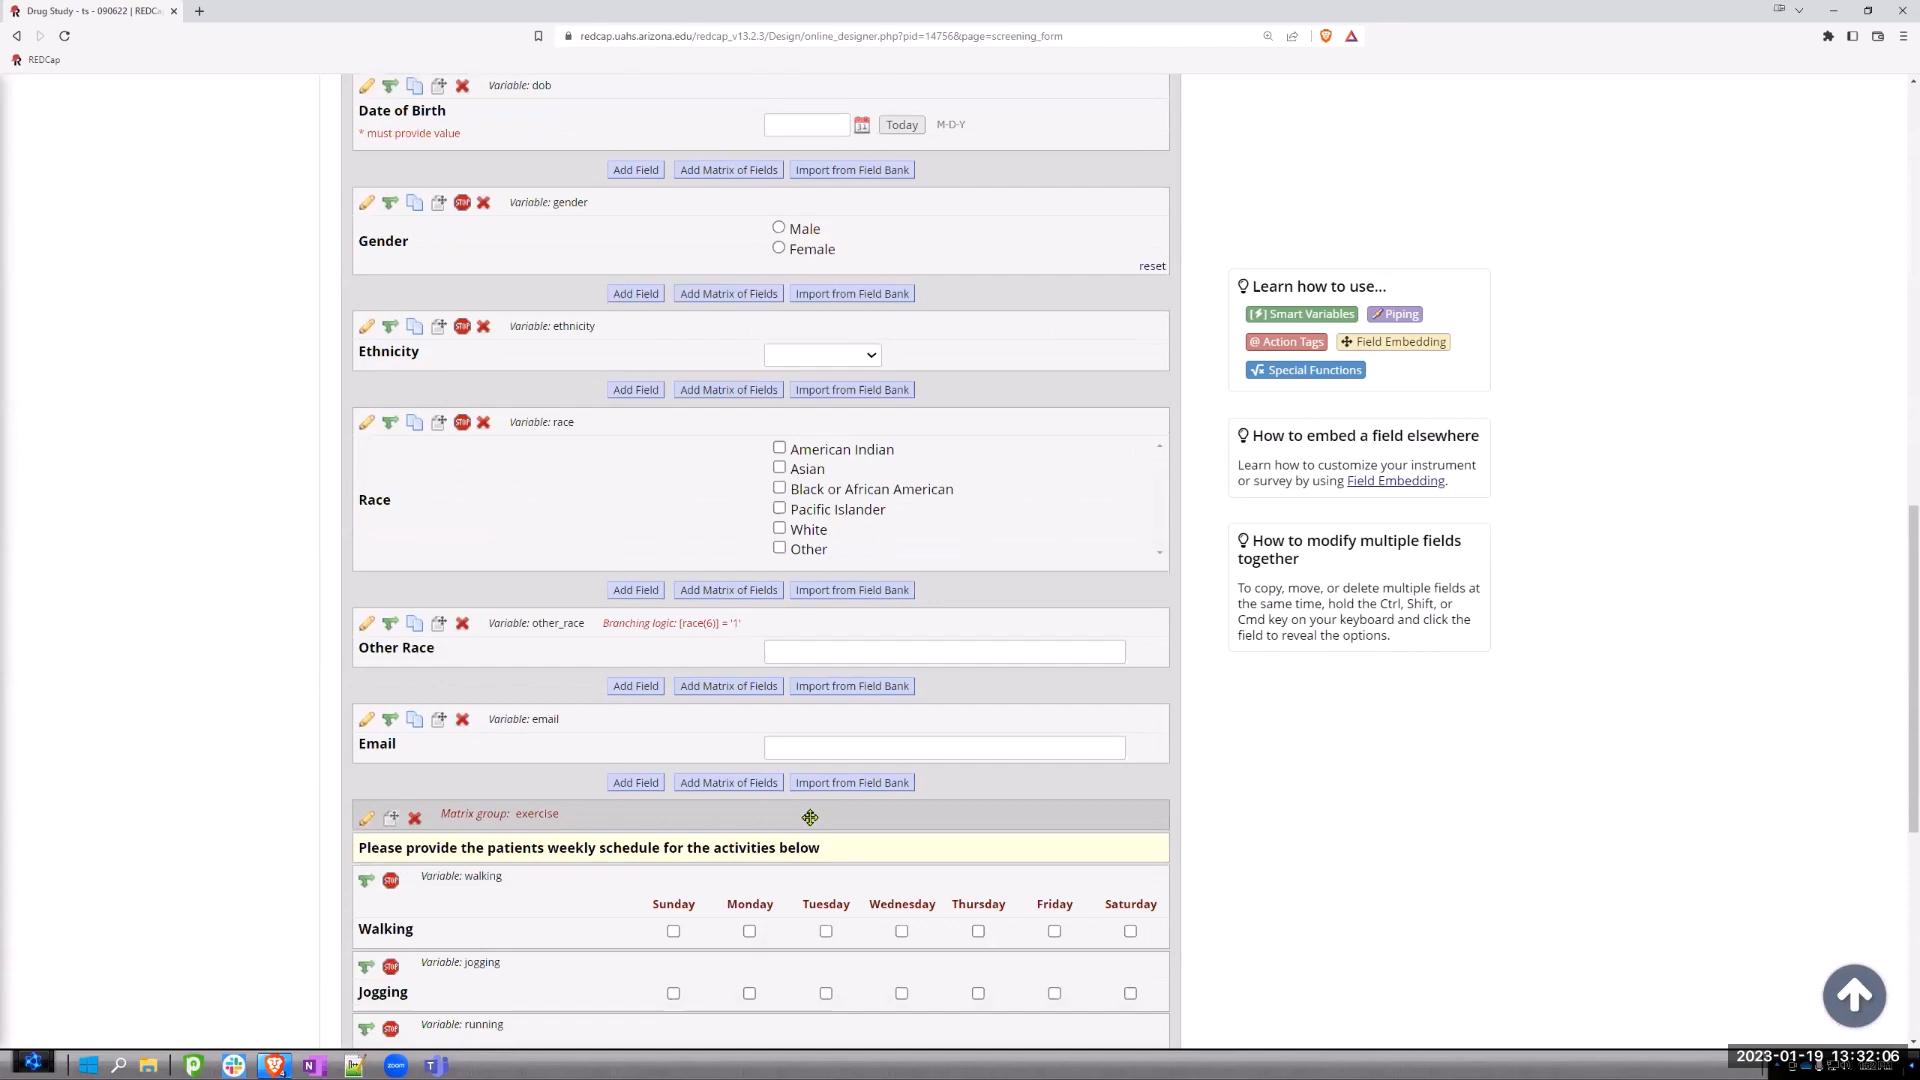 Drug Study - ts - 090622 | REDCa
redcap.uahs.arizona.edu/redcap_v13.2.3/Design/online_designer.php?pid=14756&page=screening_form
REDCap
Variable: dob
Date of Birth
* must provide value
31
Today
M-D-Y
Add Field
Add Matrix of Fields
Import from Field Bank
STOP
Variable: gender
Gender
Male
Female
reset
Add Field
Add Matrix of Fields
Import from Field Bank
STOP
Variable: ethnicity
Ethnicity
Add Field
Add Matrix of Fields
Import from Field Bank
STOP
Variable: race
Race
American Indian
Asian
Black or African American
Pacific Islander
White
Other
Add Field
Add Matrix of Fields
Import from Field Bank
Variable: other_race
Branching logic: [race(6)] = '1'
Other Race
Add Field
Add Matrix of Fields
Import from Field Bank
Variable: email
Email
Add Field
Add Matrix of Fields
Import from Field Bank
Matrix group: exercise
Please provide the patients weekly schedule for the activities below
STOP
Variable: walking
Sunday Monday Tuesday Wednesday Thursday Friday Saturday
Walking
STOP
Variable: jogging
Jogging
STOP
Variable: running
Learn how to use...
[⚡] Smart Variables
Piping
@ Action Tags
Field Embedding
√x Special Functions
How to embed a field elsewhere
Learn how to customize your instrument
or survey by using Field Embedding.
How to modify multiple fields
together
To copy, move, or delete multiple fields at
the same time, hold the Ctrl, Shift, or
Cmd key on your keyboard and click the
field to reveal the options.
zoom
2023-01-19 13:32:06